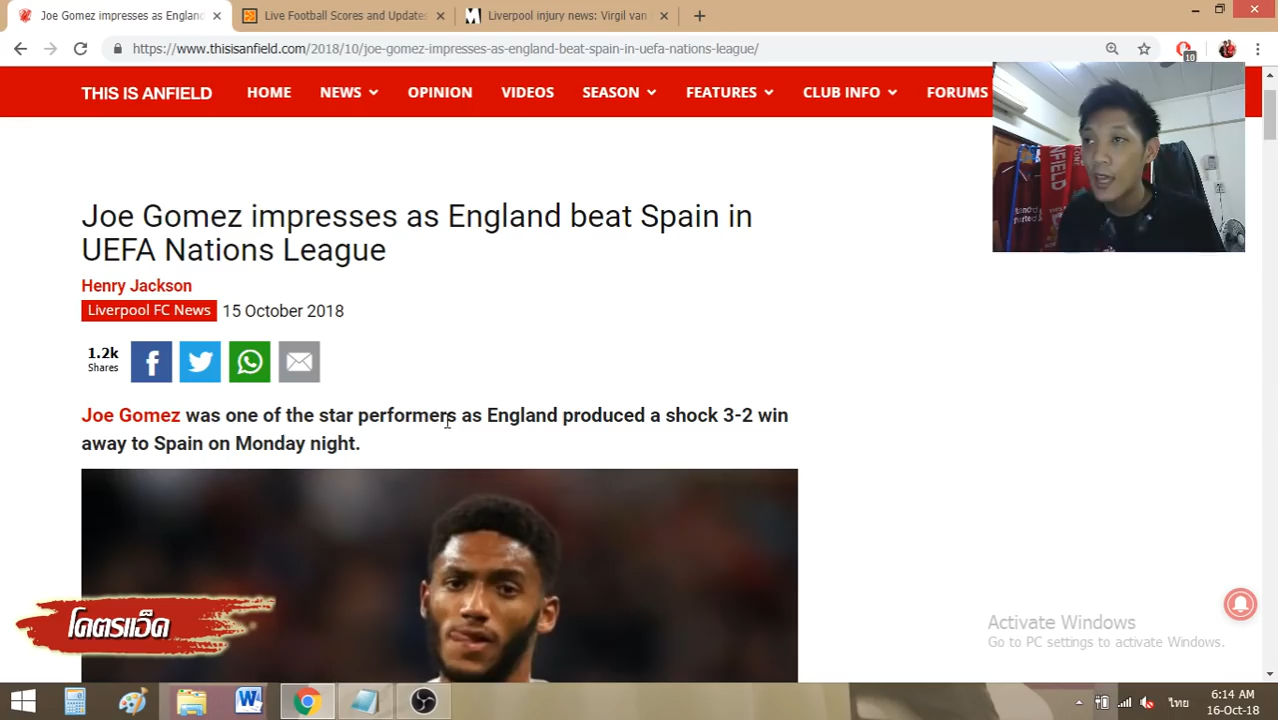 Joe Gomez impresses as England
Live Football Scores and Update
Liverpool injury news: Virgil van
https://www.thisisanfield.com/2018/10/joe-gomez-impresses-as-england-beat-spain-in-uefa-nations-league/
10
THIS IS ANFIELD
HOME
NEWS
OPINION
VIDEOS
SEASON
FEATURES
CLUB INFO
FORUMS
ANFIELD
Joe Gomez impresses as England beat Spain in
UEFA Nations League
Henry Jackson
Liverpool FC News
15 October 2018
1.2k
Shares
Joe Gomez was one of the star performers as England produced a shock 3-2 win
away to Spain on Monday night.
โคตรแอ็ด
Activate Windows
Go to PC settings to activate Windows.
ไทย
6:14 AM
16-Oct-18